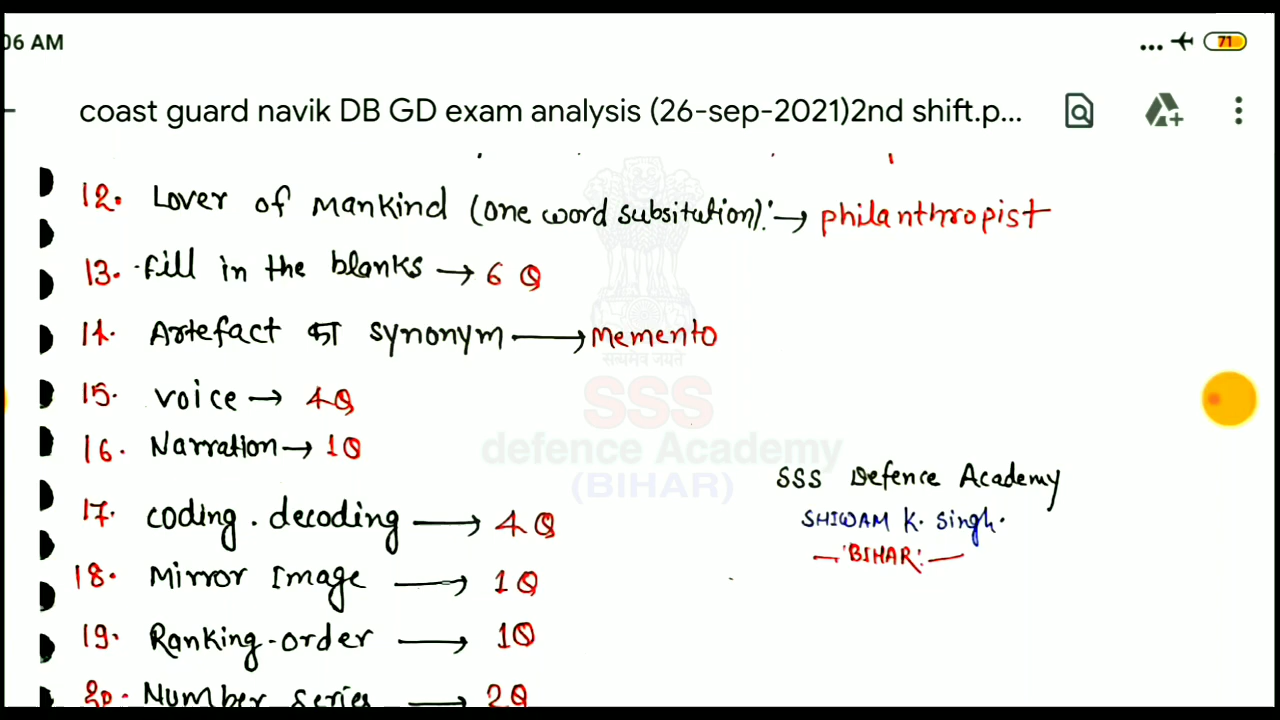 06 AM
71
coast guard navik DB GD exam analysis (26-sep-2021)2nd shift.p...
12. Lover of mankind (one word subsitution): → philanthropist
13. fill in the blanks → 6 Q
14. Artefact का synonym → Memento
सत्यमेव जयते
15. voice → 4Q
SSS
16. Narration → 1Q
defence Academy
(BIHAR)
SSS Defence Academy
17. coding.decoding → 4Q
SHIWAM K. Singh.
BIHAR
18. Mirror Image → 1Q
19. Ranking-order → 1Q
20. Number series → 2Q